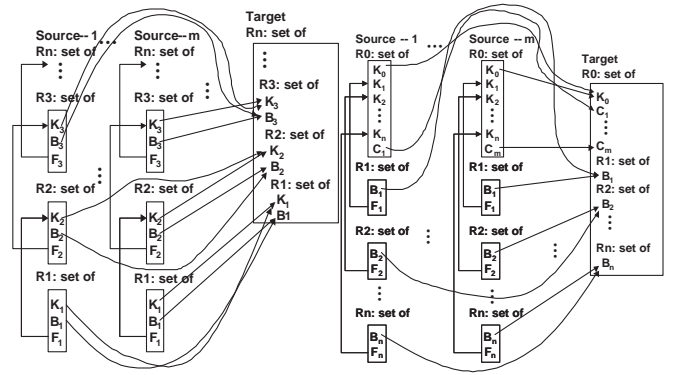 Source--1
Rn: set of
R3: set of
K3
B3
F3
R2: set of
K2
B2
F2
R1: set of
K1
B1
F1
Source--m
Rn: set of
R3: set of
K3
B3
F3
R2: set of
K2
B2
F2
R1: set of
K1
B1
F1
Target
Rn: set of
R3: set of
K3
B3
R2: set of
K2
B2
R1: set of
K1
B1
Source -- 1
R0: set of
K0
K1
K2
Kn
C1
R1: set of
B1
F1
R2: set of
B2
F2
Rn: set of
Bn
Fn
Source -- m
R0: set of
K0
K1
K2
Kn
Cm
R1: set of
B1
F1
R2: set of
B2
F2
Rn: set of
Bn
Fn
Target
R0: set of
K0
C1
Cm
R1: set of
B1
R2: set of
B2
Rn: set of
Bn